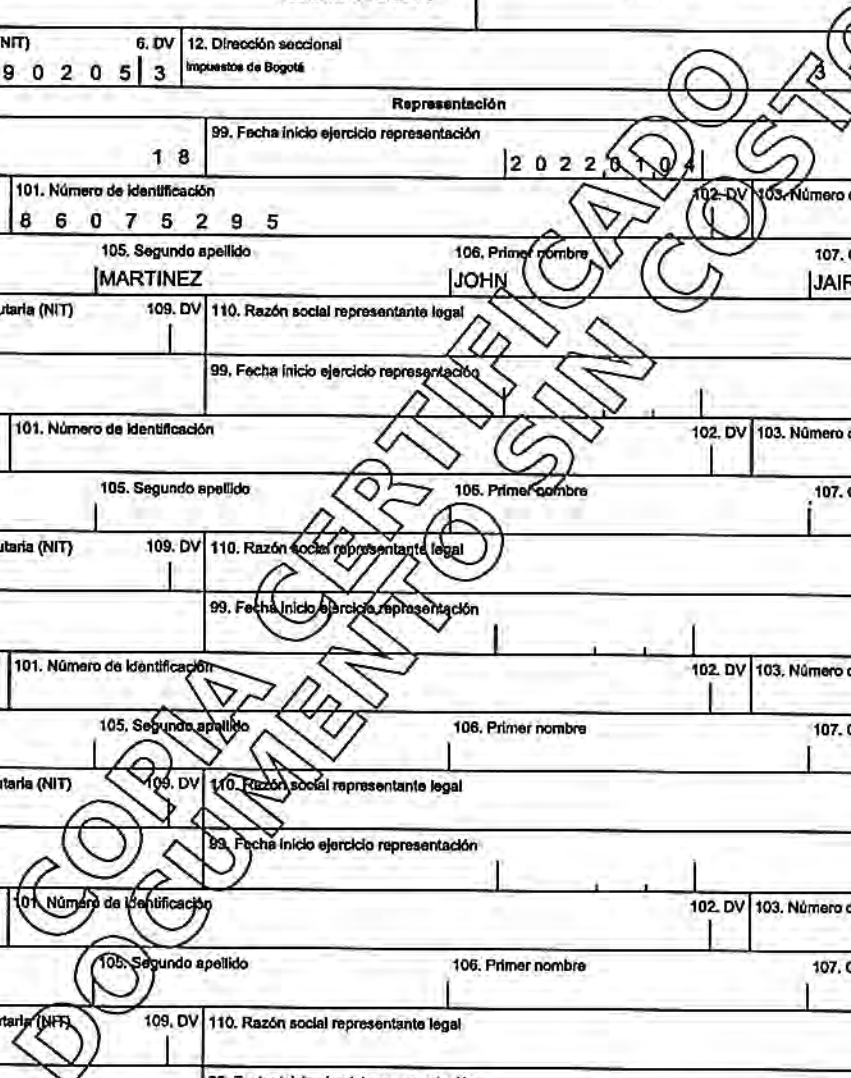 NIT) 6. DV 12. Dirección seccional
9 0 2 0 5 3 Impuestos de Bogotá 3
Representación
99. Fecha inicio ejercicio representación
1 8 2 0 2 2 0 1 0 4
101. Número de identificación 102. DV 103. Número
8 6 0 7 5 2 9 5
105. Segundo apellido 106. Primer nombre 107.
MARTINEZ JOHN JAIR
utaria (NIT) 109. DV 110. Razón social representante legal
99. Fecha inicio ejercicio representación
101. Número de identificación 102. DV 103. Número
105. Segundo apellido 106. Primer nombre 107.
utaria (NIT) 109. DV 110. Razón social representante legal
99. Fecha inicio ejercicio representación
101. Número de identificación 102. DV 103. Número
105. Segundo apellido 106. Primer nombre 107.
utaria (NIT) 109. DV 110. Razón social representante legal
99. Fecha inicio ejercicio representación
101. Número de identificación 102. DV 103. Número
105. Segundo apellido 106. Primer nombre 107.
utaria (NIT) 109. DV 110. Razón social representante legal
COPIA CERTIFICADO
DOCUMENTO SIN COSTO